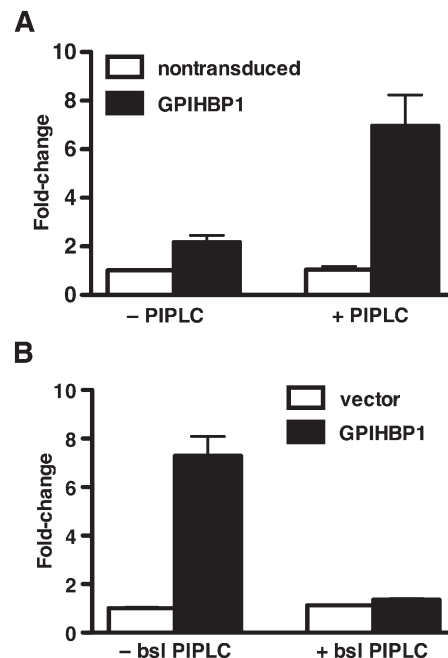 A
10
8
6
4
2
0
Fold-change
nontransduced
GPIHBP1
– PIPLC
+ PIPLC
B
10
8
6
4
2
0
Fold-change
vector
GPIHBP1
– bsl PIPLC
+ bsl PIPLC